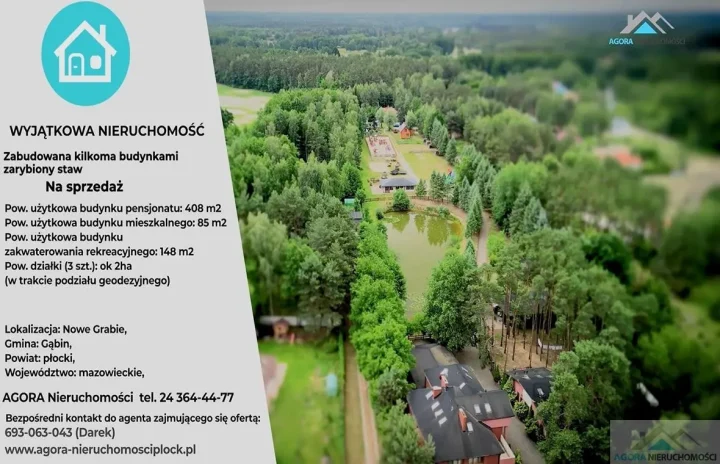 AGORA NIERUCHOMOŚCI
WYJĄTKOWA NIERUCHOMOŚĆ
Zabudowana kilkoma budynkami
zarybiony staw
Na sprzedaż
Pow. użytkowa budynku pensjonatu: 408 m2
Pow. użytkowa budynku mieszkalnego: 85 m2
Pow. użytkowa budynku
zakwaterowania rekreacyjnego: 148 m2
Pow. działki (3 szt.): ok 2ha
(w trakcie podziału geodezyjnego)
Lokalizacja: Nowe Grabie,
Gmina: Gąbin,
Powiat: płocki,
Województwo: mazowieckie,
AGORA Nieruchomości tel. 24 364-44-77
Bezpośredni kontakt do agenta zajmującego się ofertą:
693-063-043 (Darek)
www.agora-nieruchomosciplock.pl
AGORA NIERUCHOMOŚCI